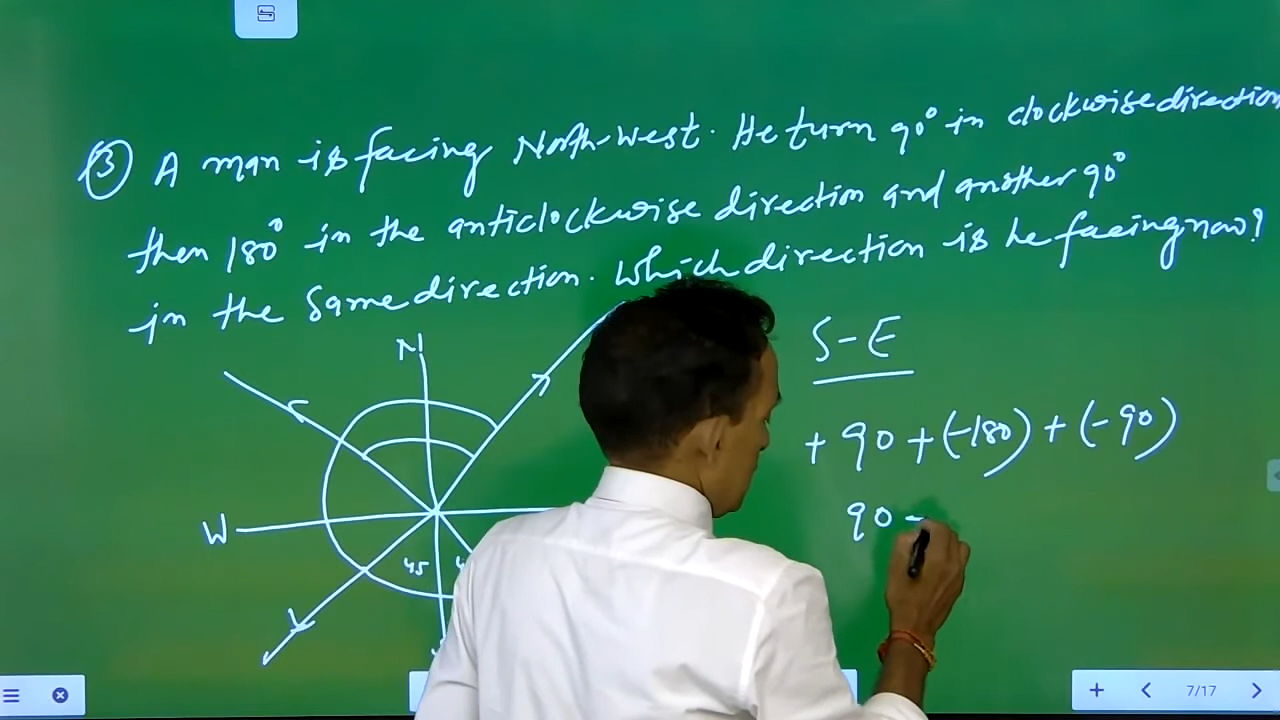 (3) A man is facing North-West. He turn 90° in clockwise direction
then 180° in the anticlockwise direction and another 90°
in the Same direction. Which direction is he facing now?
N
S-E
+ 90 + (-180) + (-90)
W
90 -
45
7/17